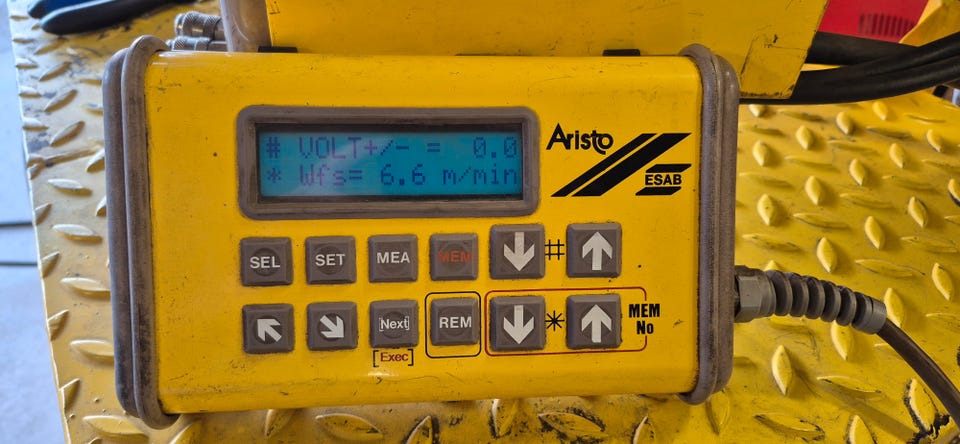 # VOLT+/- = 0.0
* Wfs= 6.6 m/min
Aristo
ESAB
SEL SET MEA MEM #
[Next] REM * MEM
No
[Exec]